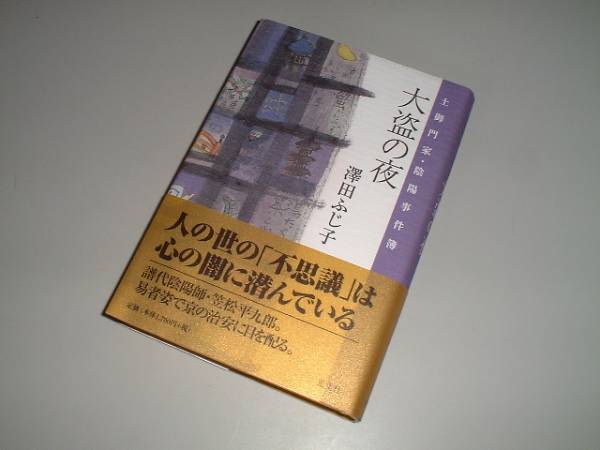 土御門家・陰陽事件簿
大盗の夜
澤田ふじ子
人の世の「不思議」は
心の闇に潜んでいる
譜代陰陽師・笠松平九郎。
易者姿で京の治安に目を配る。